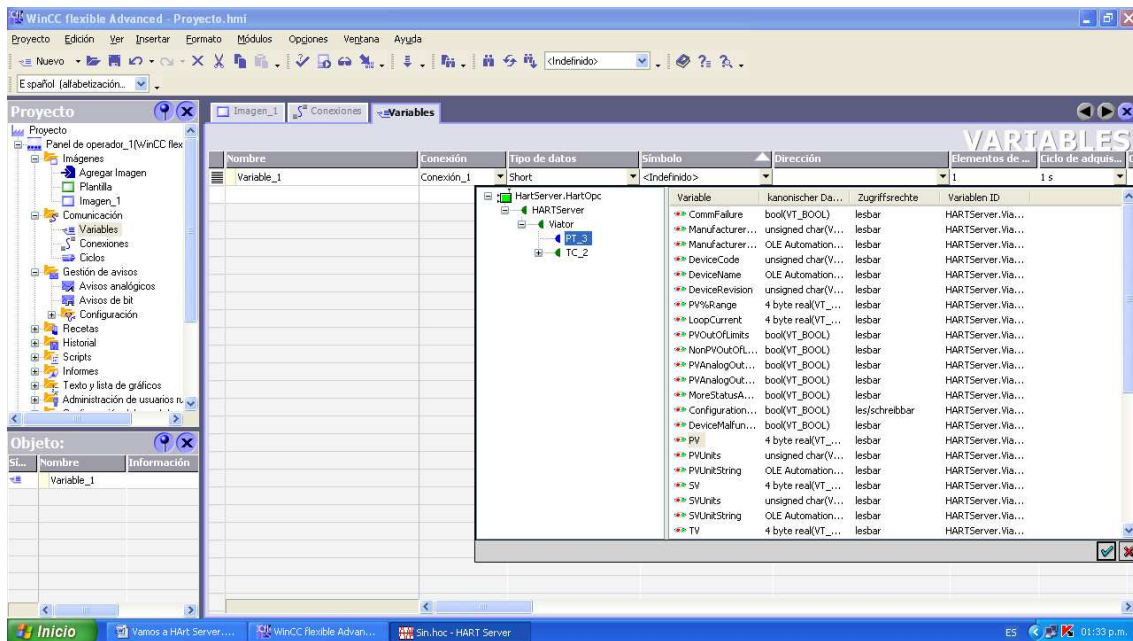 WinCC flexible Advanced - Proyecto.hmi
Proyecto Edición Ver Insertar Formato Módulos Opciones Ventana Ayuda
Nuevo <Indefinido>
Español (alfabetización...
Proyecto
Imagen_1 Conexiones Variables
Proyecto
Panel de operador_1(WinCC flex
Imágenes
Agregar Imagen
Plantilla
Imagen_1
Comunicación
Variables
Conexiones
Ciclos
Gestión de avisos
Avisos analógicos
Avisos de bit
Configuración
Recetas
Historial
Scripts
Informes
Texto y lista de gráficos
Administración de usuarios
Objeto:
Sí... Nombre Información
Variable_1
VARIABLES
Nombre Conexión Tipo de datos Símbolo Dirección Elementos de ... Ciclo de adquis...
Variable_1 Conexión_1 Short <Indefinido> 1 1 s
HartServer.HartOpc
HARTServer
Viator
PT_3
TC_2
Variable kanonischer Da... Zugriffsrechte Variablen ID
CommFailure bool(VT_BOOL) lesbar HARTServer.Via...
Manufacturer... unsigned char(V... lesbar HARTServer.Via...
Manufacturer... OLE Automation... lesbar HARTServer.Via...
DeviceCode unsigned char(V... lesbar HARTServer.Via...
DeviceName OLE Automation... lesbar HARTServer.Via...
DeviceRevision unsigned char(V... lesbar HARTServer.Via...
PV%Range 4 byte real(VT_... lesbar HARTServer.Via...
LoopCurrent 4 byte real(VT_... lesbar HARTServer.Via...
PVOutOfLimits bool(VT_BOOL) lesbar HARTServer.Via...
NonPVOutOfL... bool(VT_BOOL) lesbar HARTServer.Via...
PVAnalogOut... bool(VT_BOOL) lesbar HARTServer.Via...
PVAnalogOut... bool(VT_BOOL) lesbar HARTServer.Via...
MoreStatusA... bool(VT_BOOL) lesbar HARTServer.Via...
Configuration... bool(VT_BOOL) les/schreibbar HARTServer.Via...
DeviceMalfun... bool(VT_BOOL) lesbar HARTServer.Via...
PV 4 byte real(VT_... lesbar HARTServer.Via...
PVUnits unsigned char(V... lesbar HARTServer.Via...
PVUnitString OLE Automation... lesbar HARTServer.Via...
SV 4 byte real(VT_... lesbar HARTServer.Via...
SVUnits unsigned char(V... lesbar HARTServer.Via...
SVUnitString OLE Automation... lesbar HARTServer.Via...
TV 4 byte real(VT_... lesbar HARTServer.Via...
Inicio Vamos a HArt Server.... WinCC flexible Advan... Sin.hoc - HART Server ES 01:33 p.m.